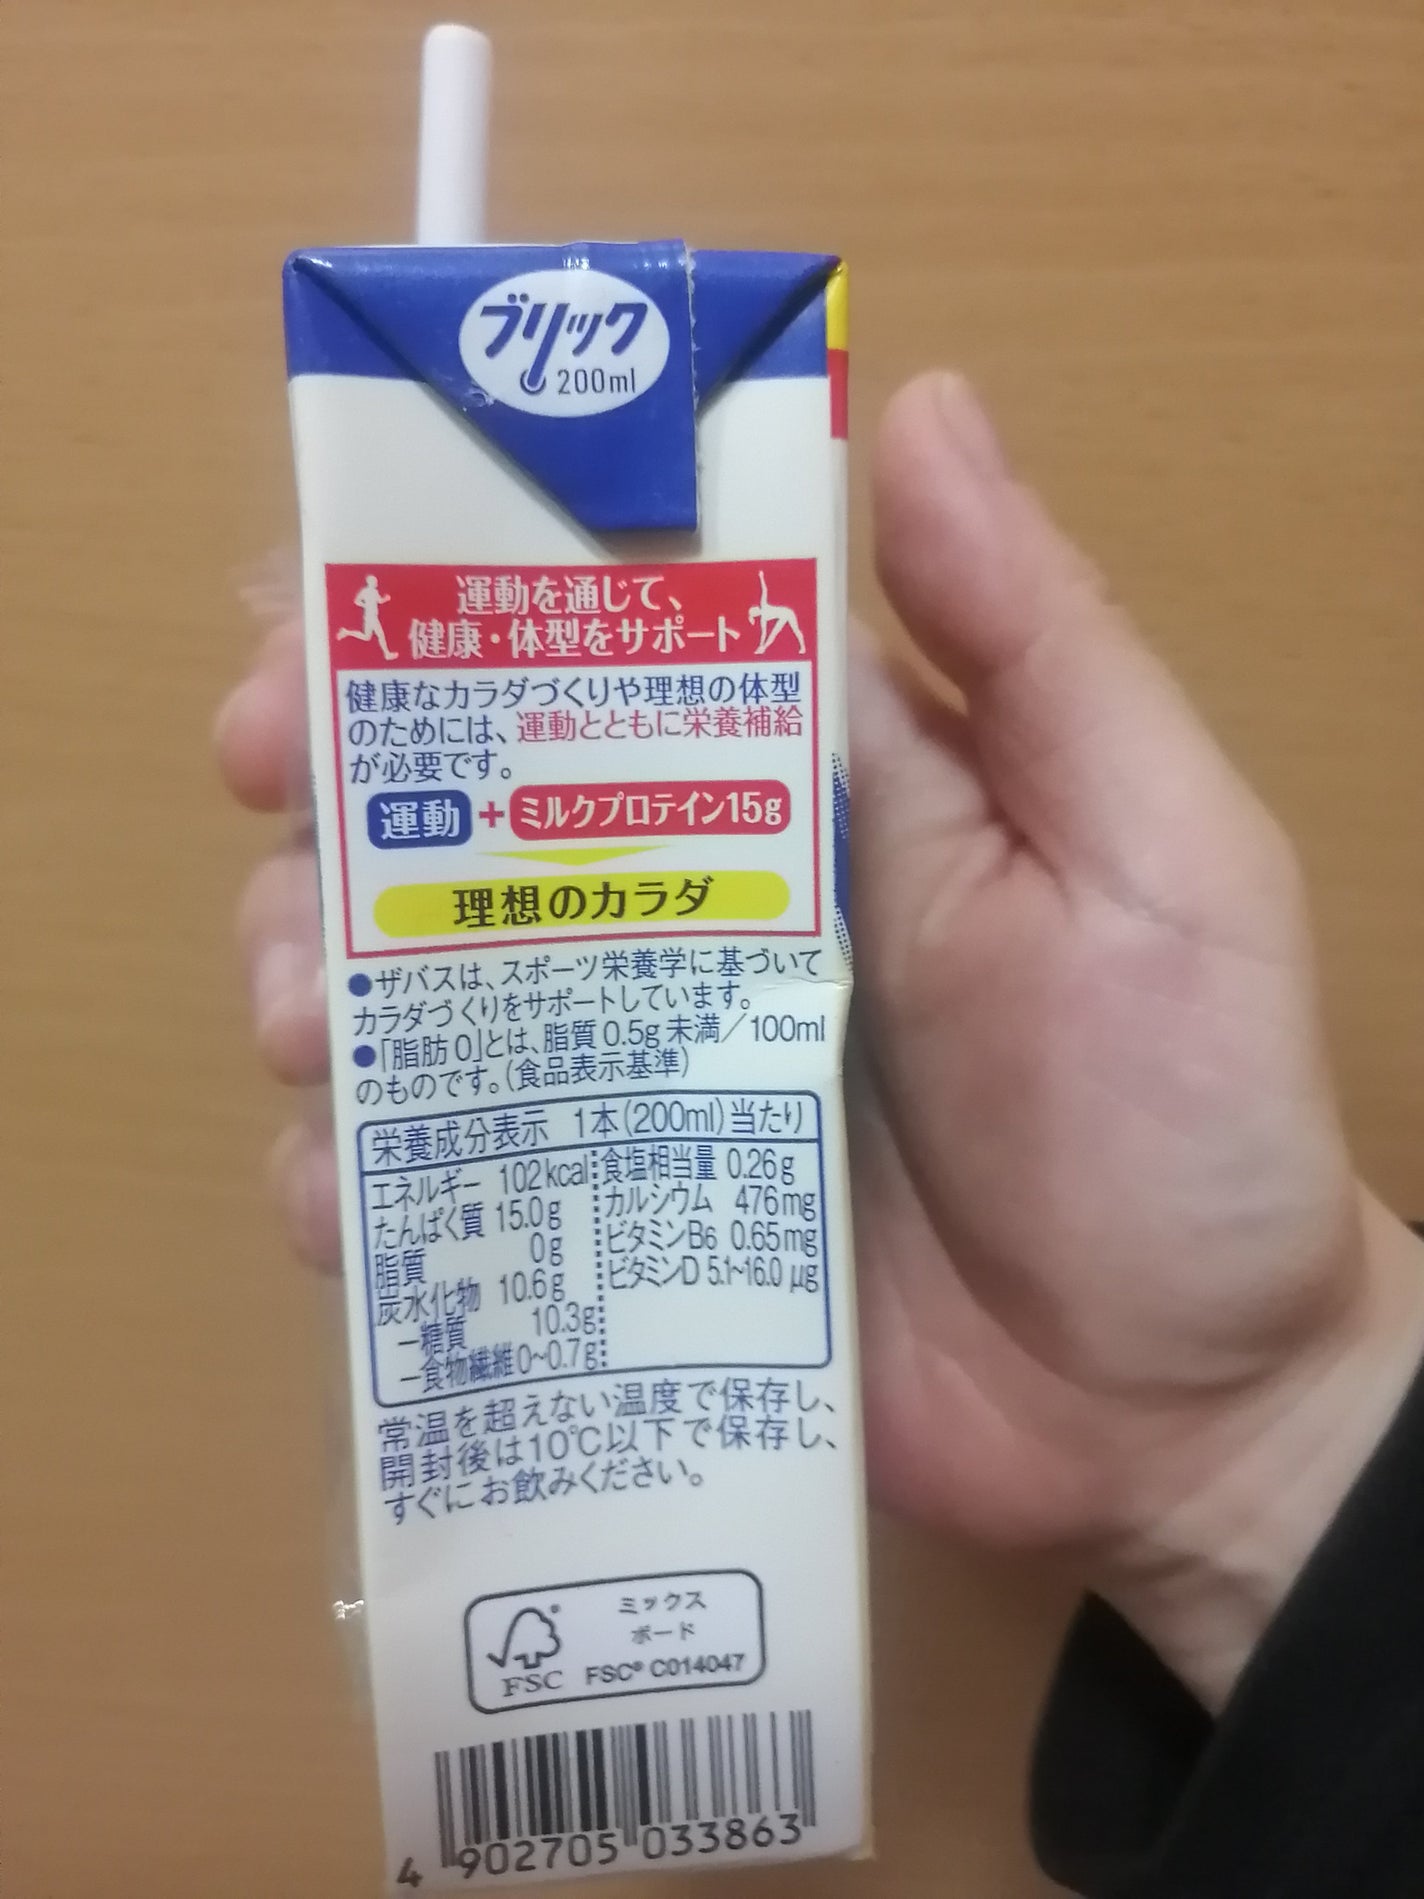 ブリック
200ml
運動を通じて、
健康・体型をサポート
健康なカラダづくりや理想の体型
のためには、運動とともに栄養補給
が必要です。
運動+ミルクプロテイン15g
理想のカラダ
●ザバスは、スポーツ栄養学に基づいて
カラダづくりをサポートしています。
●「脂肪0」とは、脂質0.5g未満/100ml
のものです。(食品表示基準)
栄養成分表示 1本(200ml)当たり
エネルギー 102kcal
たんぱく質 15.0g
脂質 0g
炭水化物 10.6g
ー糖質 10.3g
ー食物繊維 0~0.7g
食塩相当量 0.26g
カルシウム 476mg
ビタミンB6 0.65mg
ビタミンD 5.1~16.0μg
常温を超えない温度で保存し、
開封後は10℃以下で保存し、
すぐにお飲みください。
ミックス
ボード
FSC® C014047
FSC
4 902705 033863